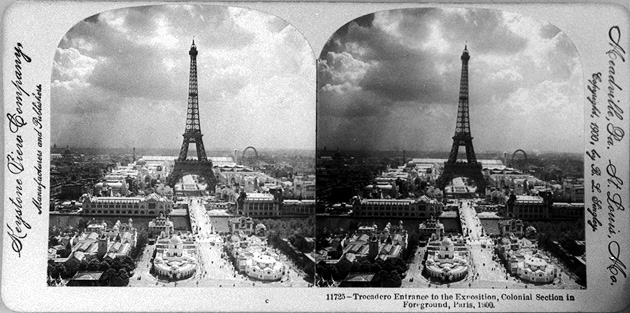 Keystone View Company,
Manufacturers and Publishers.
11725—Trocadero Entrance to the Exposition, Colonial Section in
Foreground, Paris, 1900.
Meadville, Pa. St. Louis, Mo.
Copyright, 1900, by B. L. Singley
c